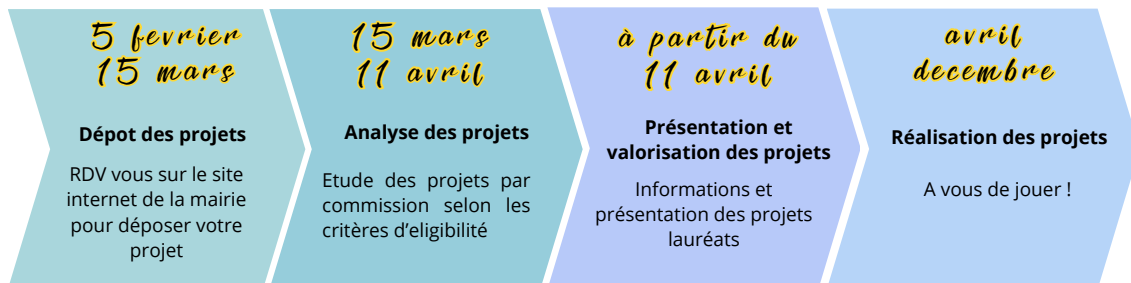 5 fevrier
15 mars
Dépot des projets
RDV vous sur le site
internet de la mairie
pour déposer votre
projet
15 mars
11 avril
Analyse des projets
Etude des projets par
commission selon les
critères d'eligibilité
à partir du
11 avril
Présentation et
valorisation des projets
Informations et
présentation des projets
lauréats
avril
decembre
Réalisation des projets
A vous de jouer !